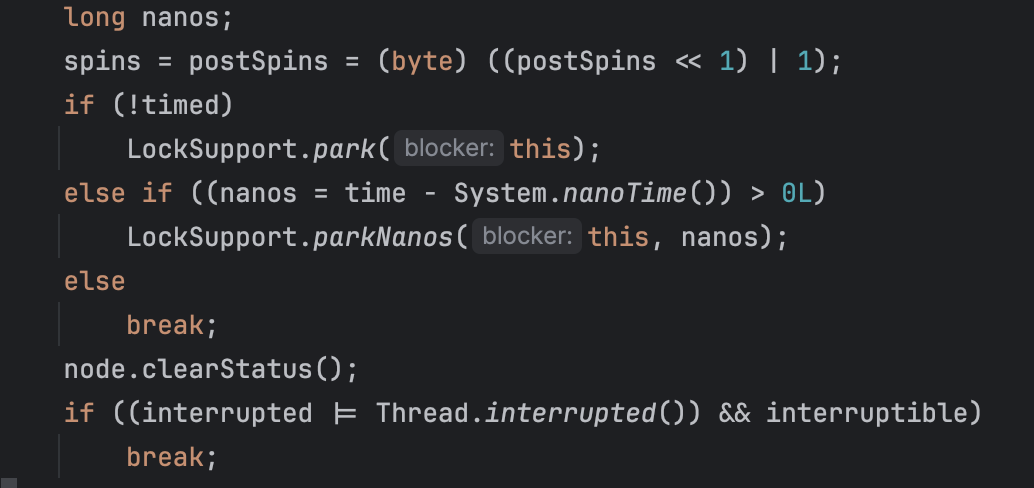 long nanos;
spins = postSpins = (byte) ((postSpins << 1) | 1);
if (!timed)
    LockSupport.park( blocker: this);
else if ((nanos = time - System.nanoTime()) > 0L)
    LockSupport.parkNanos( blocker: this, nanos);
else
    break;
node.clearStatus();
if ((interrupted |= Thread.interrupted()) && interruptible)
    break;